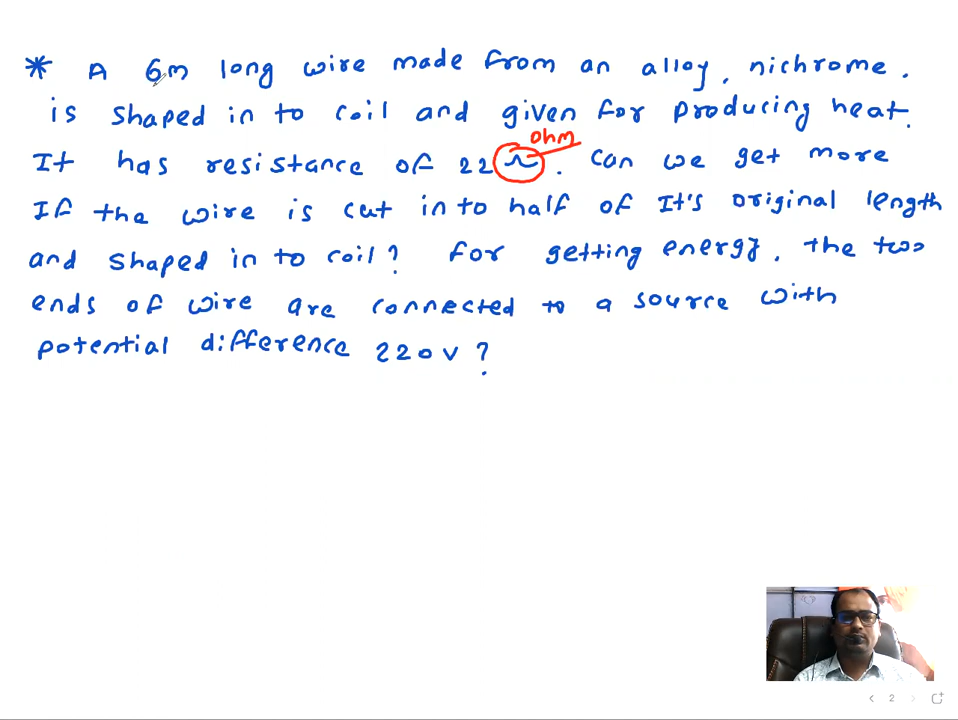 * A 6m long wire made from an alloy, nichrome.
is shaped in to coil and given for producing heat.
ohm
It has resistance of 22 Ω. Can we get more
If the wire is cut in to half of It's original length
and shaped in to coil? For getting energy, the two
ends of wire are connected to a source with
potential difference 220 V?
2